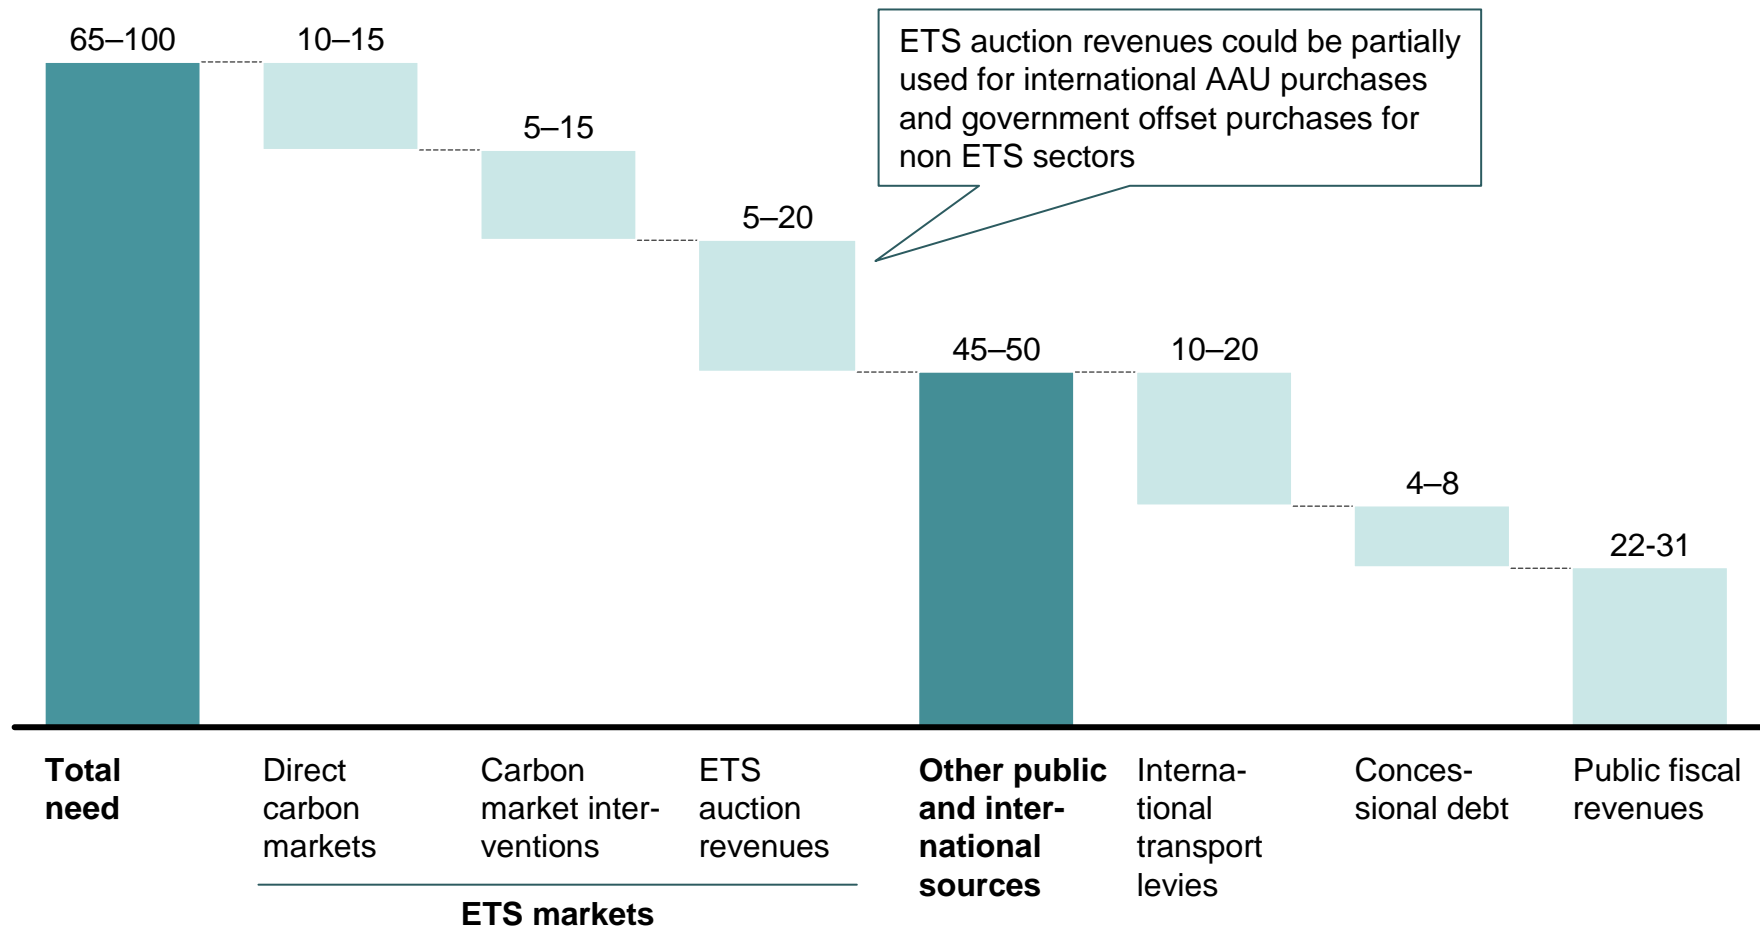 65–100
10–15
5–15
5–20
ETS auction revenues could be partially
used for international AAU purchases
and government offset purchases for
non ETS sectors
45–50
10–20
4–8
22-31
Total
need
Direct
carbon
markets
Carbon
market inter-
ventions
ETS
auction
revenues
Other public
and inter-
national
sources
Interna-
tional
transport
levies
Conces-
sional debt
Public fiscal
revenues
ETS markets